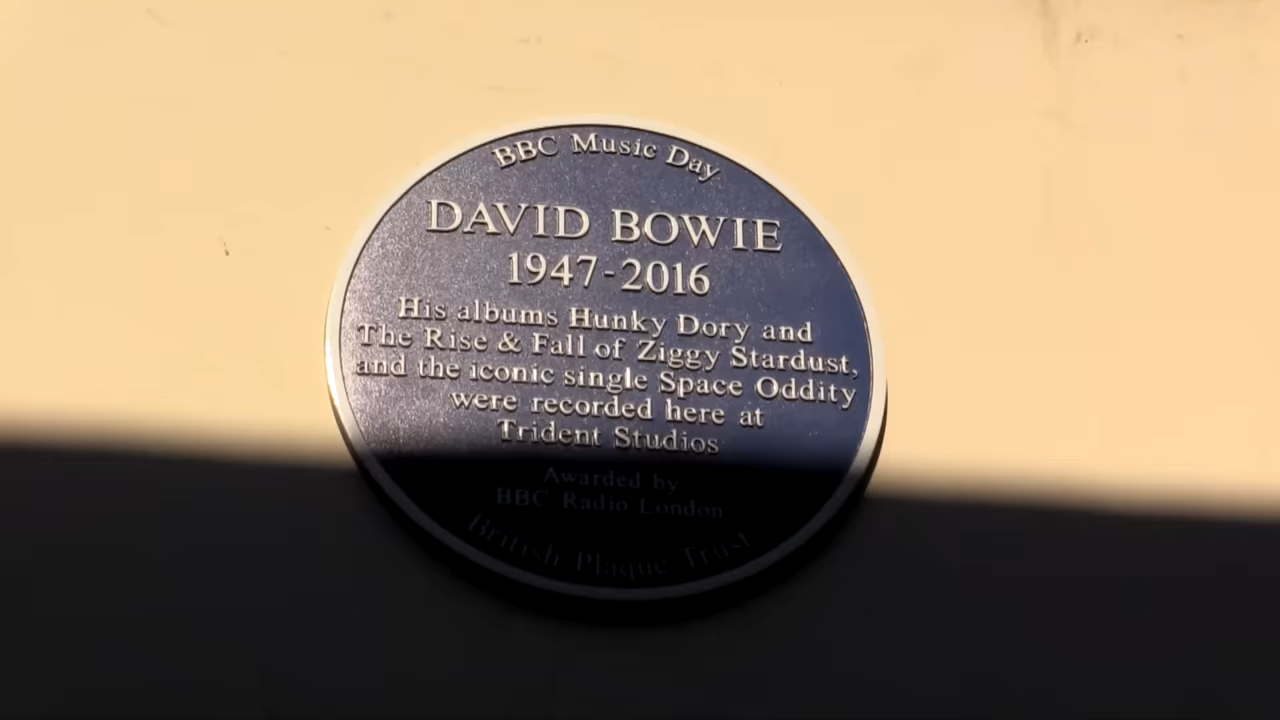 BBC Music Day
DAVID BOWIE
1947-2016
His albums Hunky Dory and
The Rise & Fall of Ziggy Stardust,
and the iconic single Space Oddity
were recorded here at
Trident Studios
Awarded by
BBC Radio London
British Plaque Trust